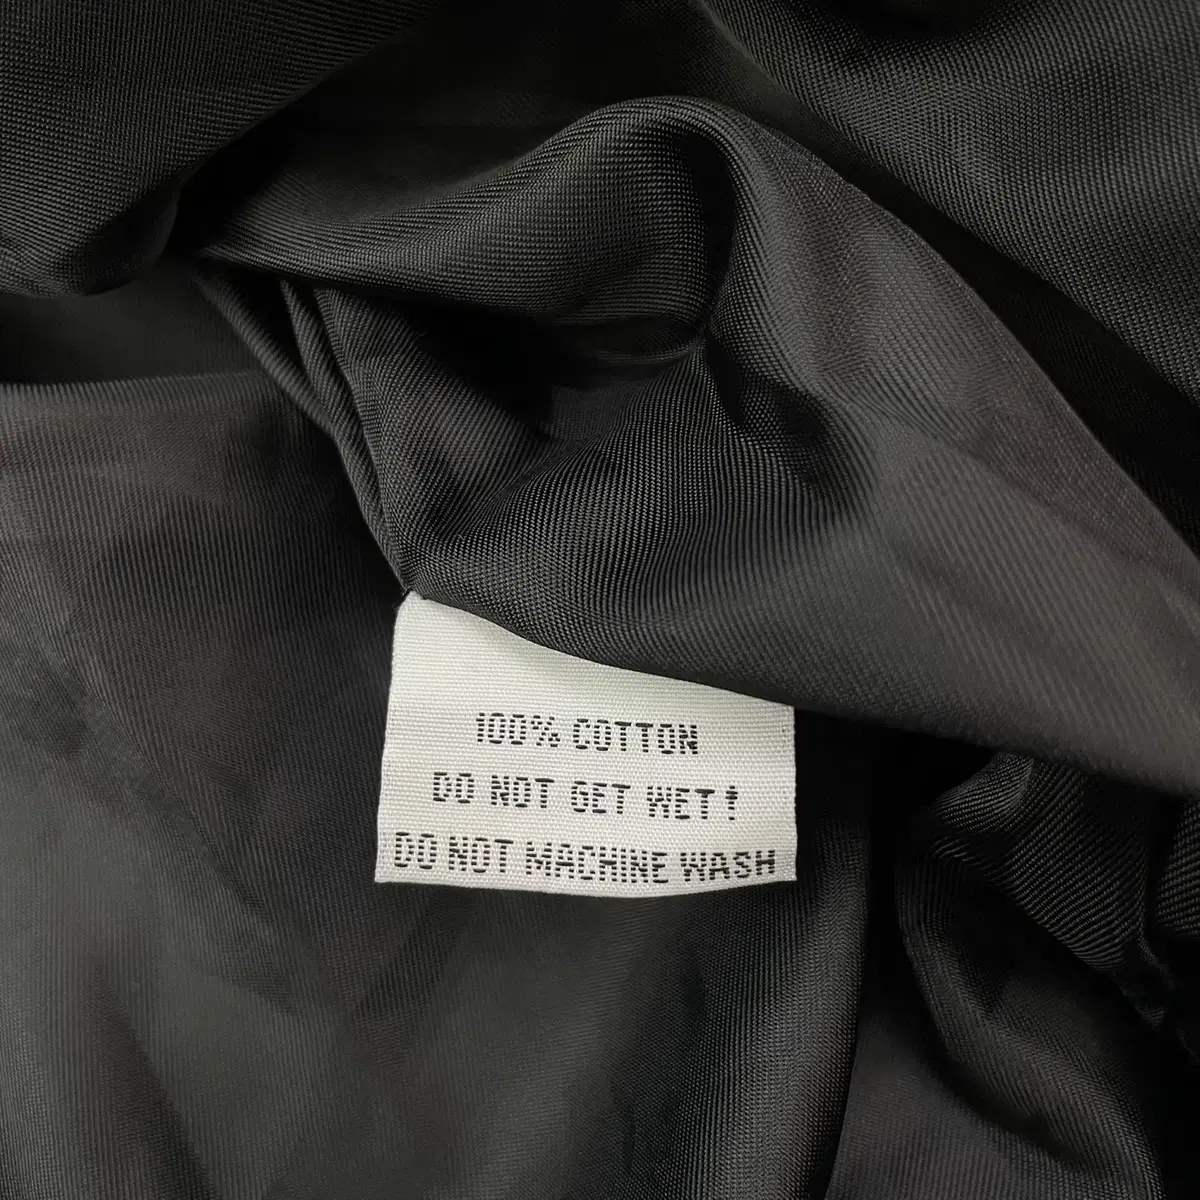 100% COTTON
DO NOT GET WET!
DO NOT MACHINE WASH